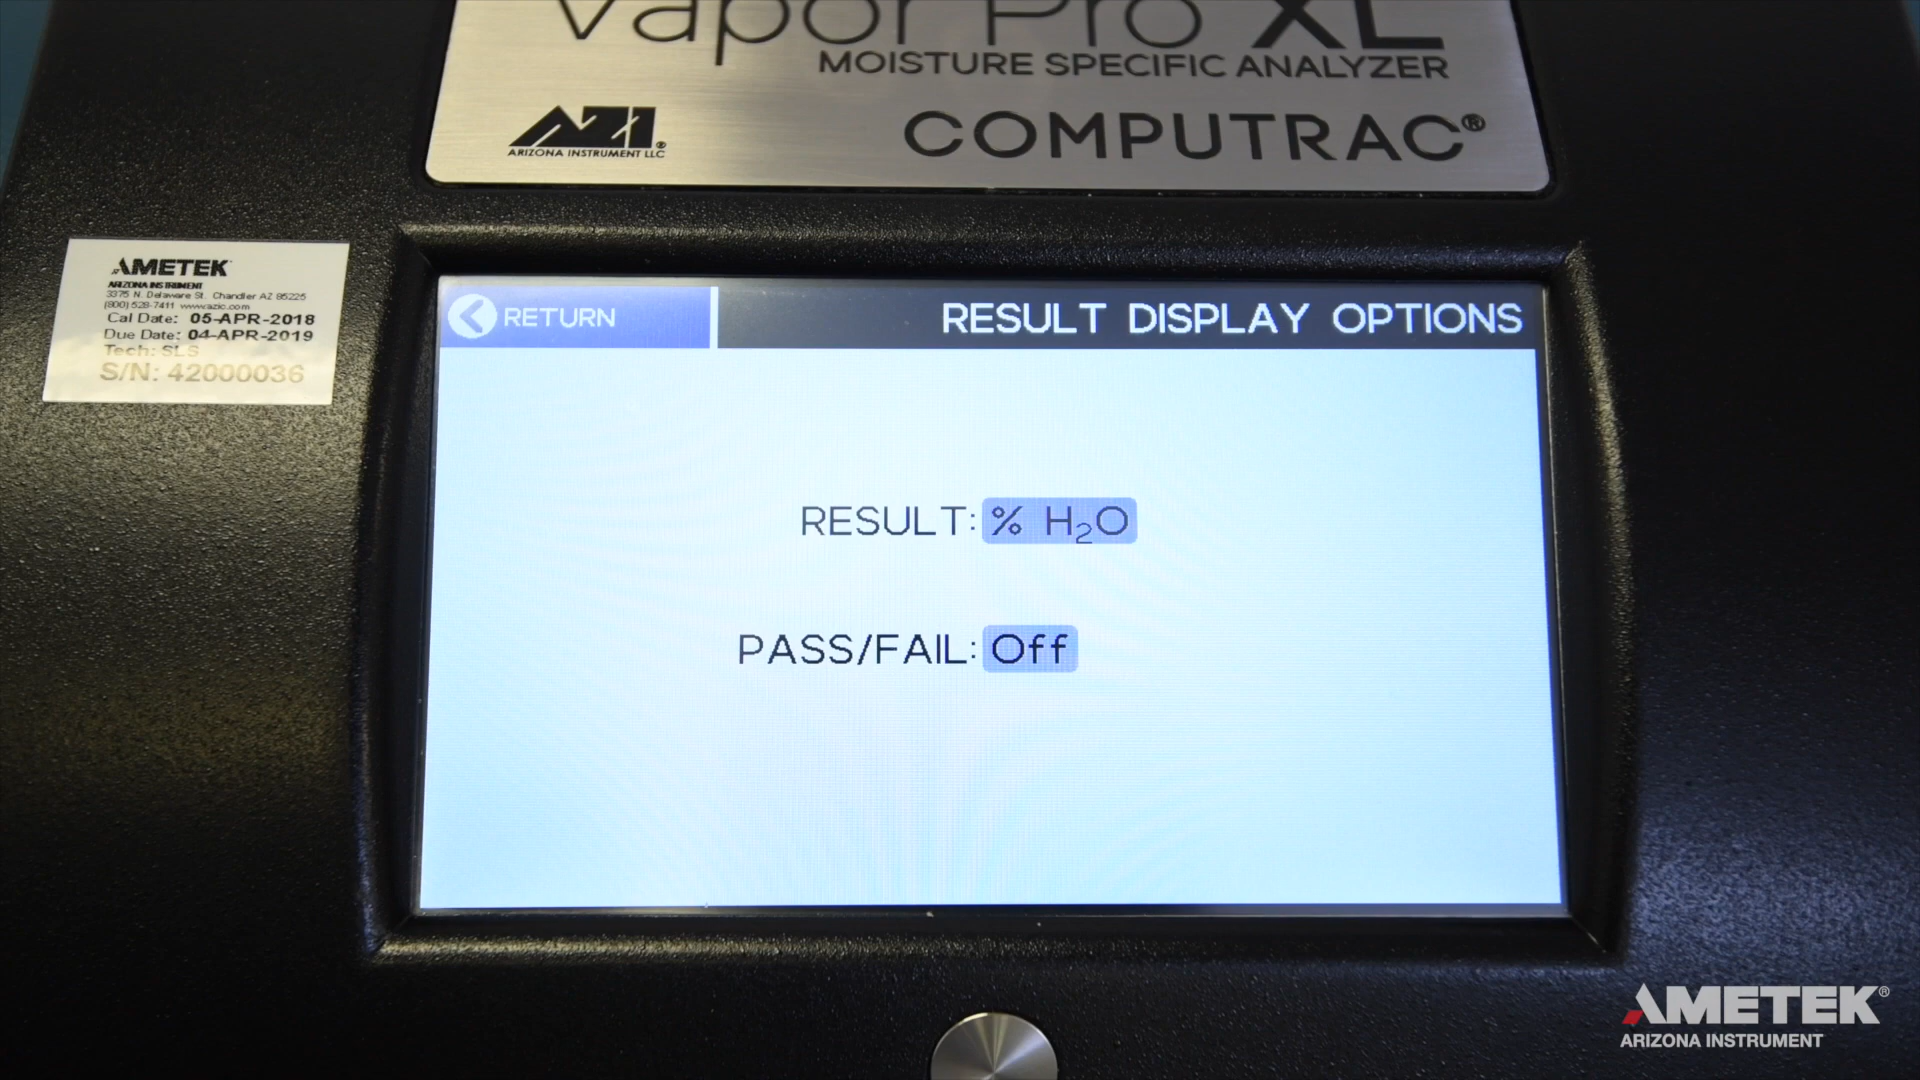 Vapor Pro XL
MOISTURE SPECIFIC ANALYZER
AZI®
ARIZONA INSTRUMENT LLC
COMPUTRAC®
AMETEK
ARIZONA INSTRUMENT
3375 N. Delaware St. Chandler AZ 85225
(800) 528-7411 www.azic.com
Cal Date: 05-APR-2018
Due Date: 04-APR-2019
Tech: SLS
S/N: 42000036
RETURN
RESULT DISPLAY OPTIONS
RESULT: % H₂O
PASS/FAIL: Off
AMETEK®
ARIZONA INSTRUMENT